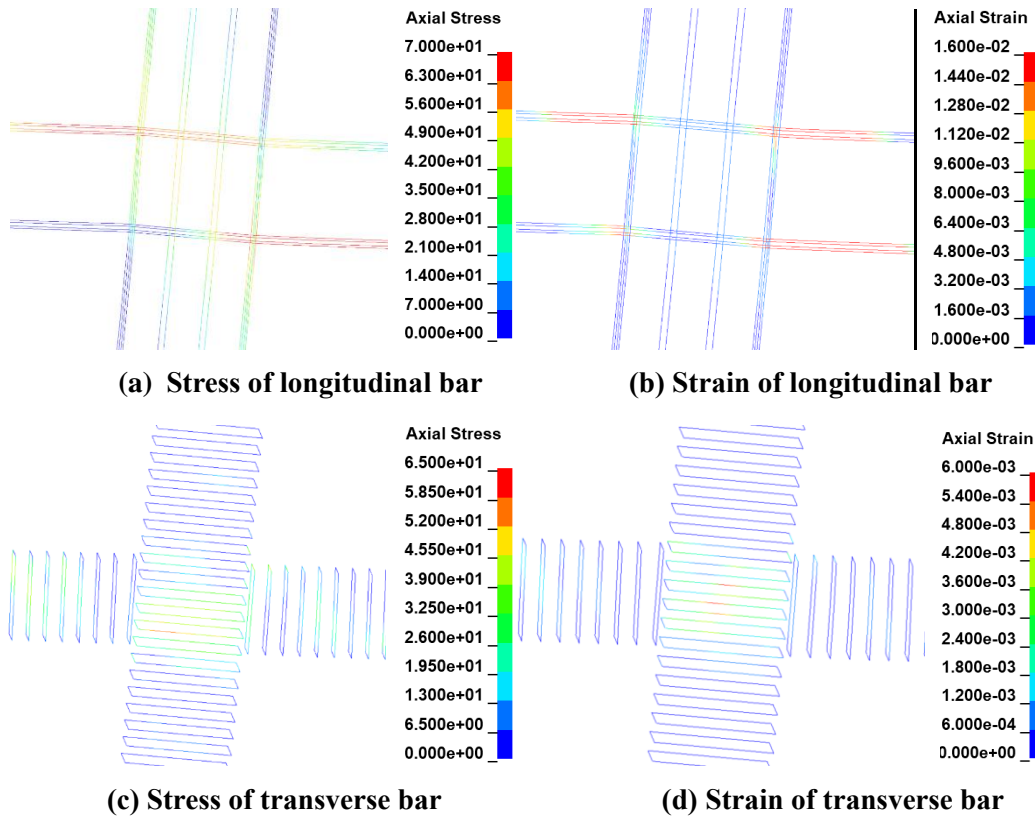 Axial Stress
7.000e+01
6.300e+01
5.600e+01
4.900e+01
4.200e+01
3.500e+01
2.800e+01
2.100e+01
1.400e+01
7.000e+00
0.000e+00
Axial Strain
1.600e-02
1.440e-02
1.280e-02
1.120e-02
9.600e-03
8.000e-03
6.400e-03
4.800e-03
3.200e-03
1.600e-03
0.000e+00
(a) Stress of longitudinal bar
(b) Strain of longitudinal bar
Axial Stress
6.500e+01
5.850e+01
5.200e+01
4.550e+01
3.900e+01
3.250e+01
2.600e+01
1.950e+01
1.300e+01
6.500e+00
0.000e+00
Axial Strain
6.000e-03
5.400e-03
4.800e-03
4.200e-03
3.600e-03
3.000e-03
2.400e-03
1.800e-03
1.200e-03
6.000e-04
0.000e+00
(c) Stress of transverse bar
(d) Strain of transverse bar